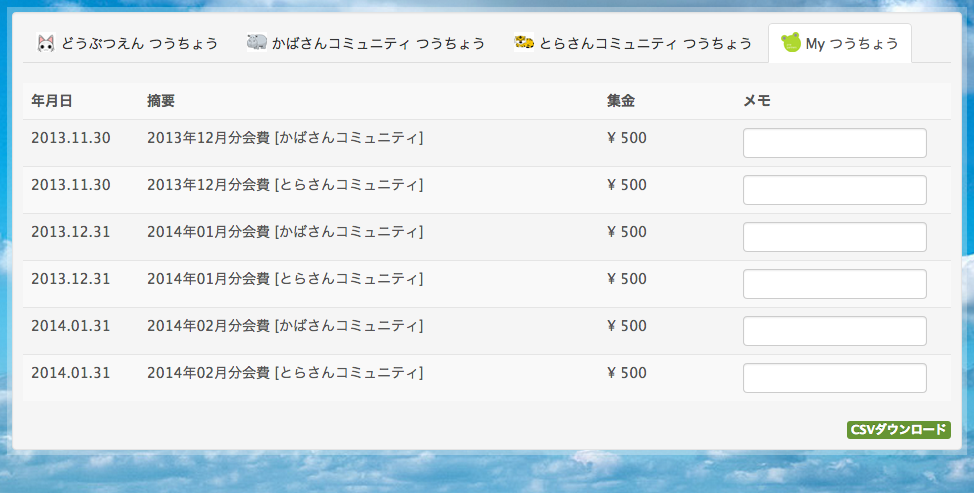 どうぶつえん つうちょう かばさんコミュニティ つうちょう とらさんコミュニティ つうちょう My つうちょう
年月日 摘要 集金 メモ
2013.11.30 2013年12月分会費 [かばさんコミュニティ] ¥ 500
2013.11.30 2013年12月分会費 [とらさんコミュニティ] ¥ 500
2013.12.31 2014年01月分会費 [かばさんコミュニティ] ¥ 500
2013.12.31 2014年01月分会費 [とらさんコミュニティ] ¥ 500
2014.01.31 2014年02月分会費 [かばさんコミュニティ] ¥ 500
2014.01.31 2014年02月分会費 [とらさんコミュニティ] ¥ 500
CSVダウンロード